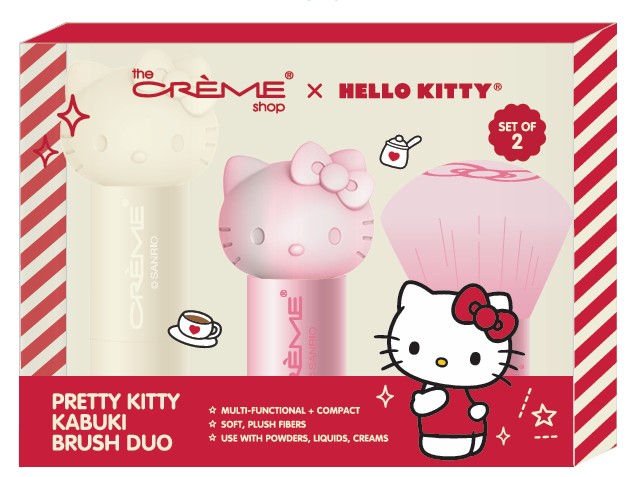 the
CRÈME®
shop
x HELLO KITTY®
SET OF
2
CRÈME®
©SANRIO
CRÈME®
SANRIO
PRETTY KITTY
KABUKI
BRUSH DUO
☆ MULTI-FUNCTIONAL + COMPACT
☆ SOFT, PLUSH FIBERS
☆ USE WITH POWDERS, LIQUIDS, CREAMS